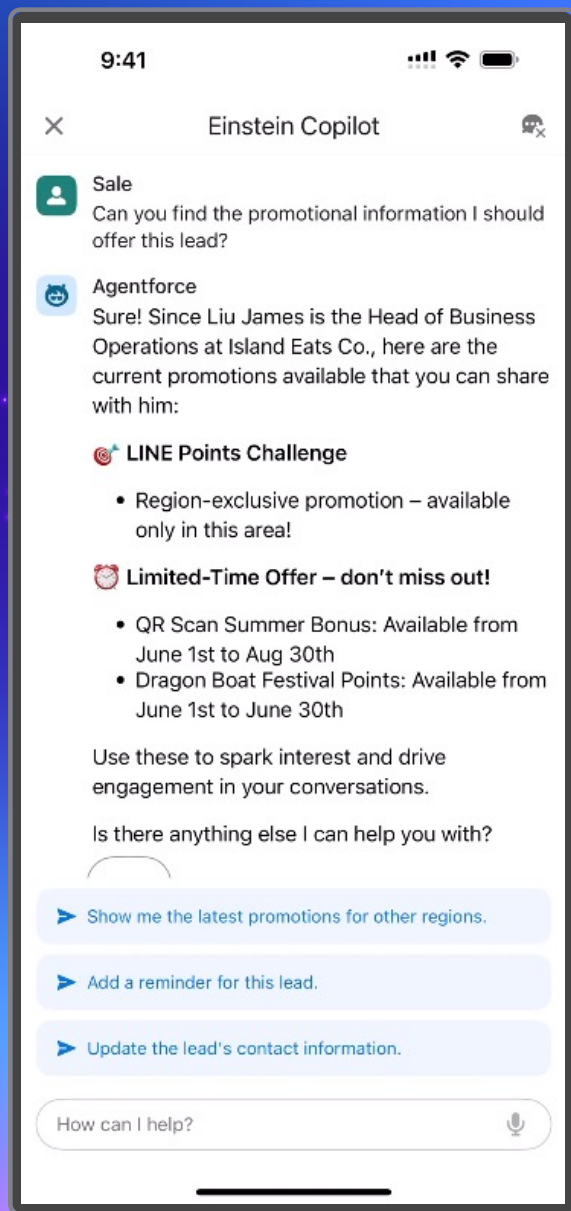 9:41
Einstein Copilot
Sale
Can you find the promotional information I should
offer this lead?
Agentforce
Sure! Since Liu James is the Head of Business
Operations at Island Eats Co., here are the
current promotions available that you can share
with him:
🎯 LINE Points Challenge
• Region-exclusive promotion – available
only in this area!
⏰ Limited-Time Offer – don’t miss out!
• QR Scan Summer Bonus: Available from
June 1st to Aug 30th
• Dragon Boat Festival Points: Available from
June 1st to June 30th
Use these to spark interest and drive
engagement in your conversations.
Is there anything else I can help you with?
Show me the latest promotions for other regions.
Add a reminder for this lead.
Update the lead's contact information.
How can I help?